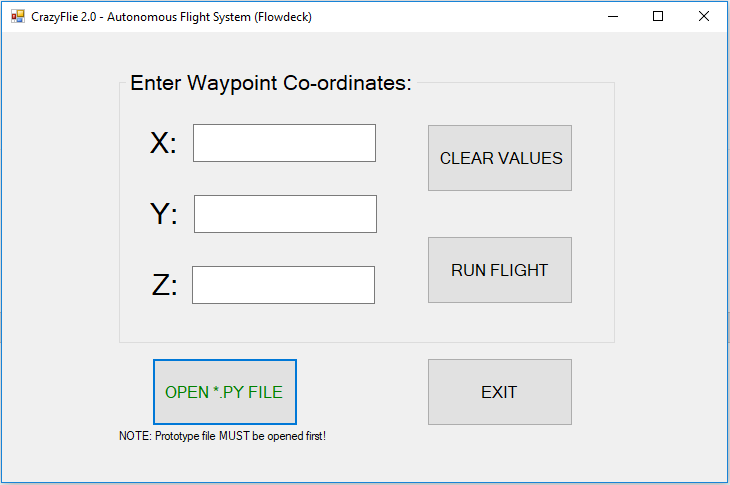 CrazyFlie 2.0 - Autonomous Flight System (Flowdeck)
Enter Waypoint Co-ordinates:
X:
CLEAR VALUES
Y:
RUN FLIGHT
Z:
OPEN *.PY FILE
EXIT
NOTE: Prototype file MUST be opened first!